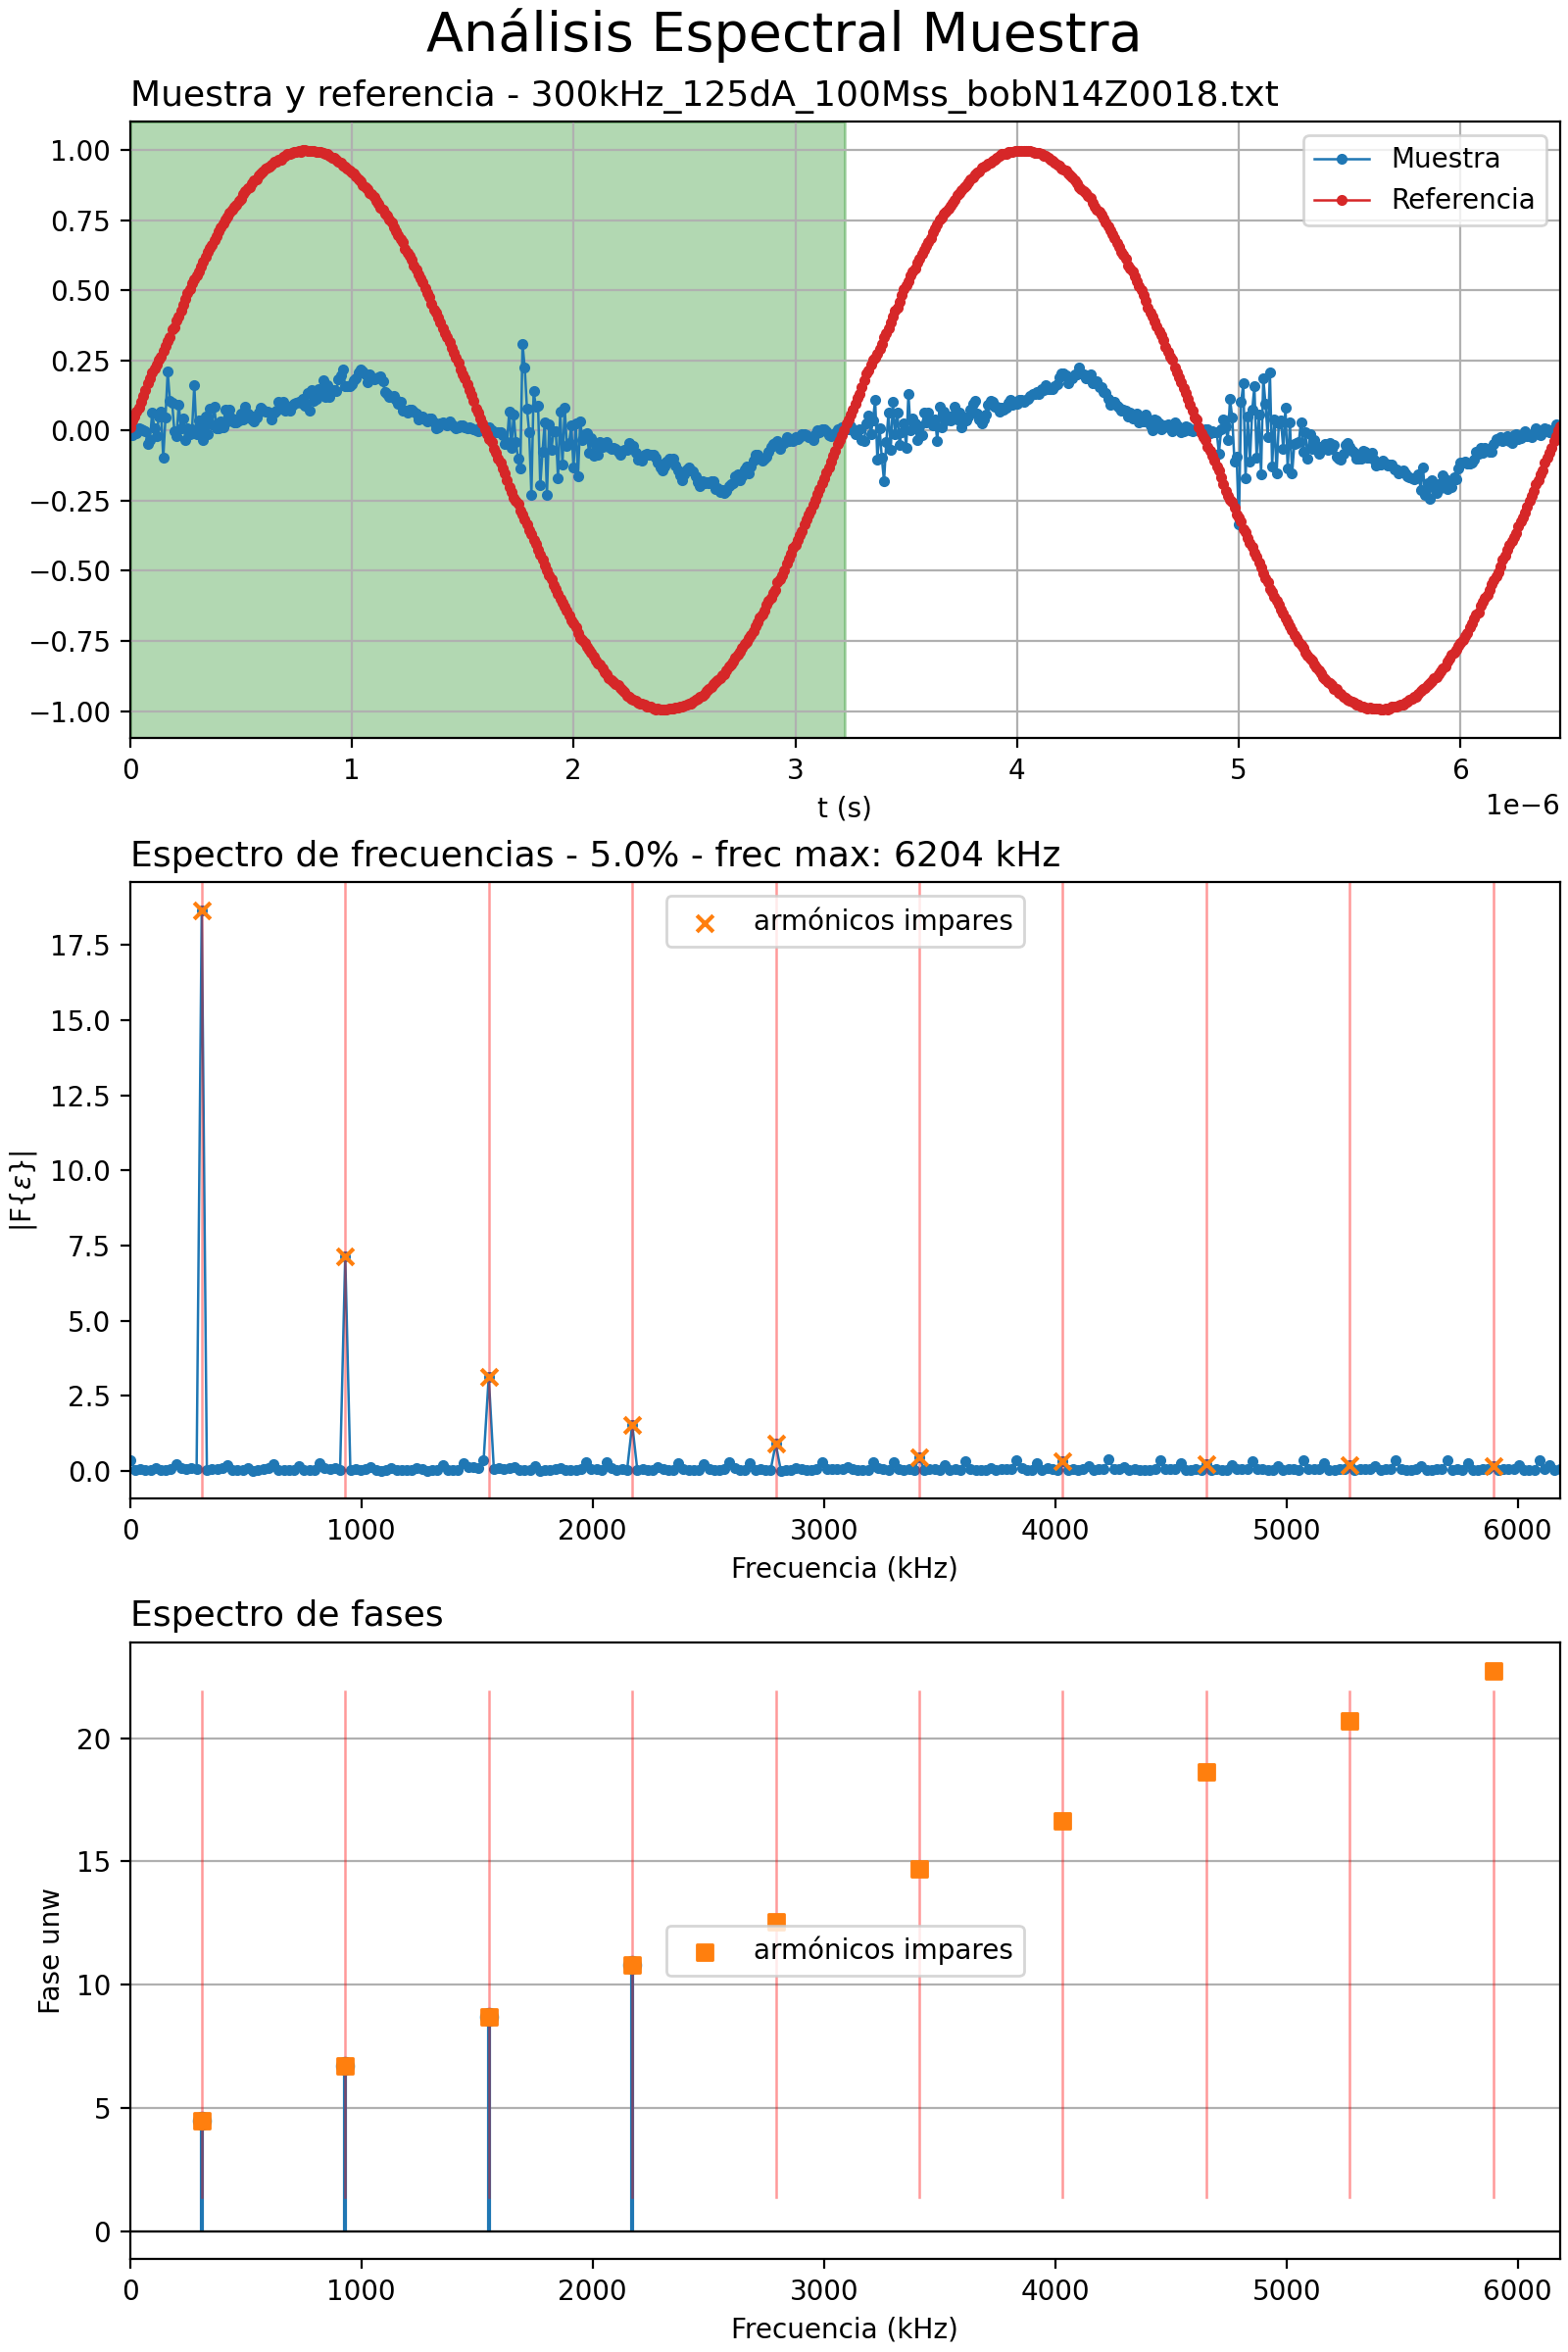 Análisis Espectral Muestra
Muestra y referencia - 300kHz_125dA_100Mss_bobN14Z0018.txt
1.00
0.75
0.50
0.25
0.00
−0.25
−0.50
−0.75
−1.00
Muestra
Referencia
0 1 2 3 4 5 6
t (s)
1e−6
Espectro de frecuencias - 5.0% - frec max: 6204 kHz
armónicos impares
17.5
15.0
12.5
10.0
7.5
5.0
2.5
0.0
|F{ε}|
0 1000 2000 3000 4000 5000 6000
Frecuencia (kHz)
Espectro de fases
20
15
10
5
0
Fase unw
armónicos impares
0 1000 2000 3000 4000 5000 6000
Frecuencia (kHz)